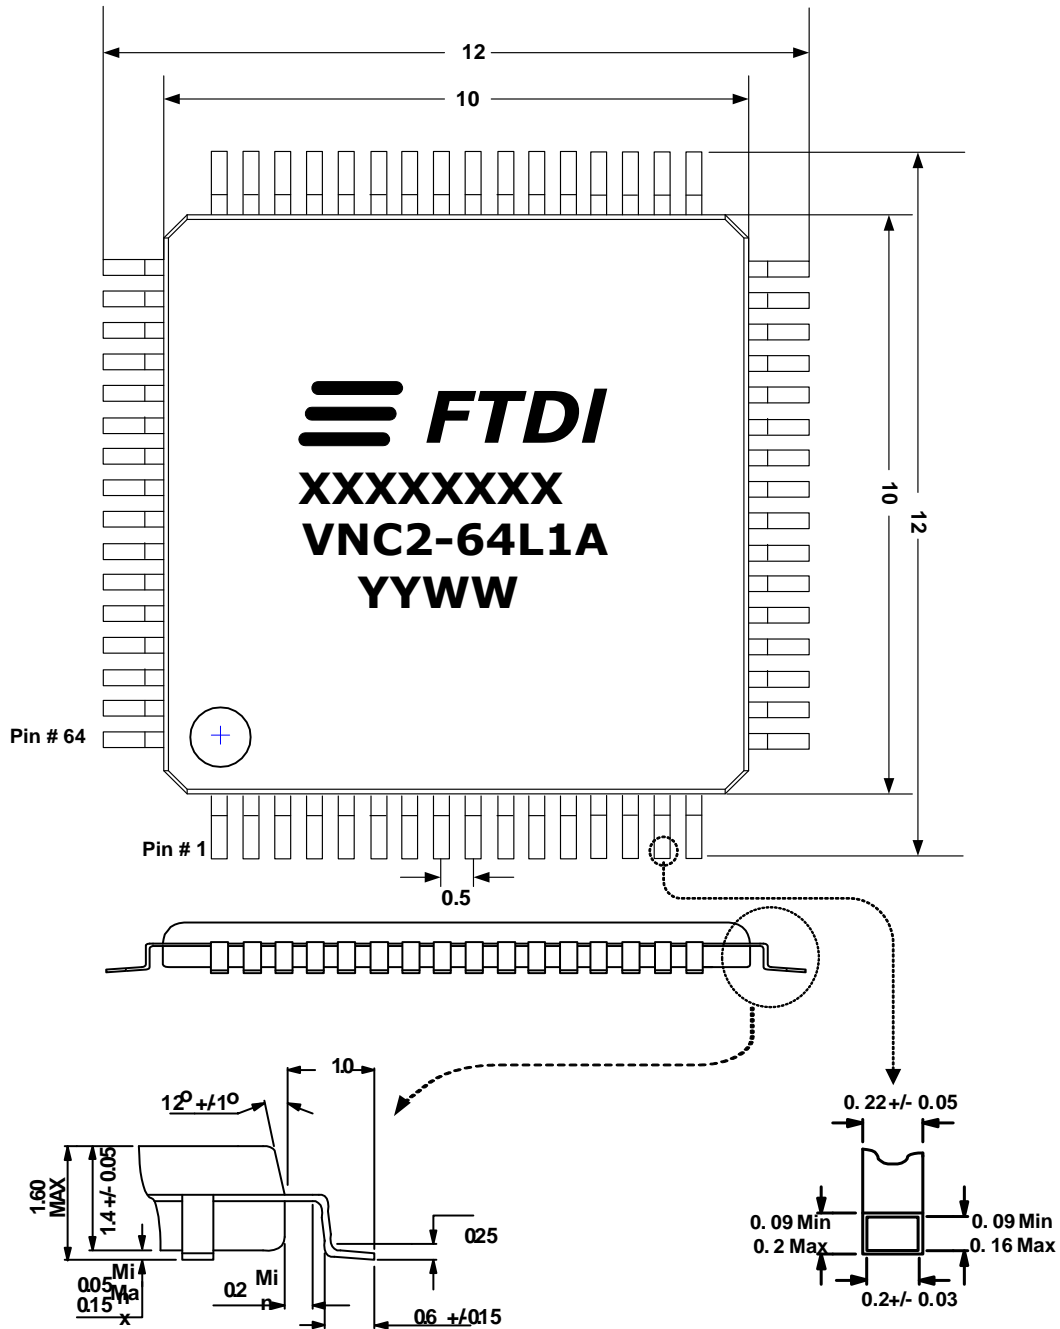 12
10
FTDI
XXXXXXXX
VNC2-64L1A
YYWW
10
12
Pin # 64
Pin # 1
0.5
1.0
12° +/-1°
0. 22+/- 0.05
1.60 MAX
1.4 +/- 0.05
0.25
0. 09 Min
0. 2 Max
0. 09 Min
0. 16 Max
0.05 Min
0.15 Max
0.2 Min
0.6 +/-0.15
0.2+/- 0.03